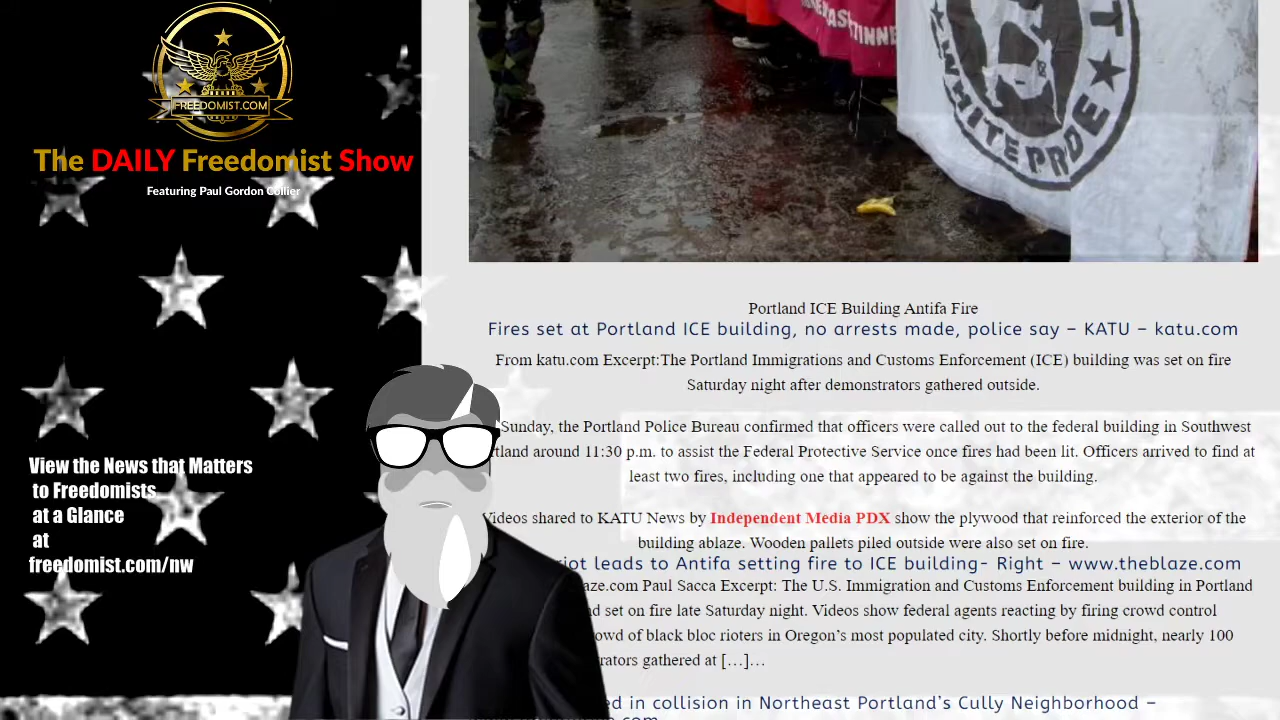 FREEDOMIST.COM
The DAILY Freedomist Show
Featuring Paul Gordon Collier
WHITE PRIDE
Portland ICE Building Antifa Fire
Fires set at Portland ICE building, no arrests made, police say – KATU – katu.com
From katu.com Excerpt:The Portland Immigrations and Customs Enforcement (ICE) building was set on fire
Saturday night after demonstrators gathered outside.
Sunday, the Portland Police Bureau confirmed that officers were called out to the federal building in Southwest
around 11:30 p.m. to assist the Federal Protective Service once fires had been lit. Officers arrived to find at
least two fires, including one that appeared to be against the building.
Videos shared to KATU News by Independent Media PDX show the plywood that reinforced the exterior of the
building ablaze. Wooden pallets piled outside were also set on fire.
riot leads to Antifa setting fire to ICE building- Right – www.theblaze.com
Paul Sacca Excerpt: The U.S. Immigration and Customs Enforcement building in Portland
set on fire late Saturday night. Videos show federal agents reacting by firing crowd control
of black bloc rioters in Oregon’s most populated city. Shortly before midnight, nearly 100
gathered at […]…
in collision in Northeast Portland’s Cully Neighborhood –
View the News that Matters
to Freedomists
at a Glance
at
freedomist.com/nw